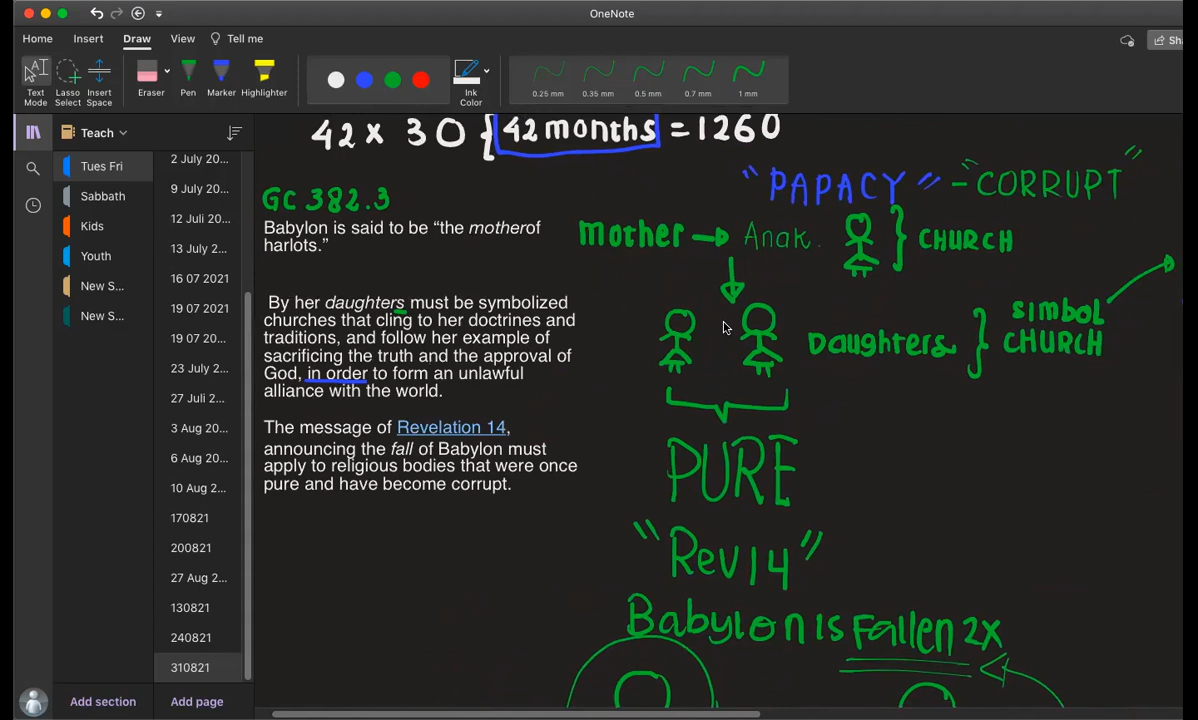 OneNote
Home Insert Draw View Tell me
Sha
Text Mode
Lasso Select
Insert Space
Eraser
Pen
Marker
Highlighter
Ink Color
0.25 mm 0.35 mm 0.5 mm 0.7 mm 1 mm
Teach
Tues Fri
Sabbath
Kids
Youth
New S...
New S...
2 July 20...
9 July 20...
12 Juli 20...
13 July 20...
16 07 2021
19 07 2021
19 07 20...
23 July 2...
27 Juli 2...
3 Aug 20...
6 Aug 20...
10 Aug 2...
170821
200821
27 Aug 2...
130821
240821
310821
Add section
Add page
42 x 30 { 42 months = 1260
GC 382.3
Babylon is said to be “the motherof
harlots.”
By her daughters must be symbolized
churches that cling to her doctrines and
traditions, and follow her example of
sacrificing the truth and the approval of
God, in order to form an unlawful
alliance with the world.
The message of Revelation 14,
announcing the fall of Babylon must
apply to religious bodies that were once
pure and have become corrupt.
"PAPACY" - "CORRUPT"
mother → Anak. } CHURCH
Daughters } simbol
CHURCH
PURE
"Rev 14"
Babylon is Fallen 2x